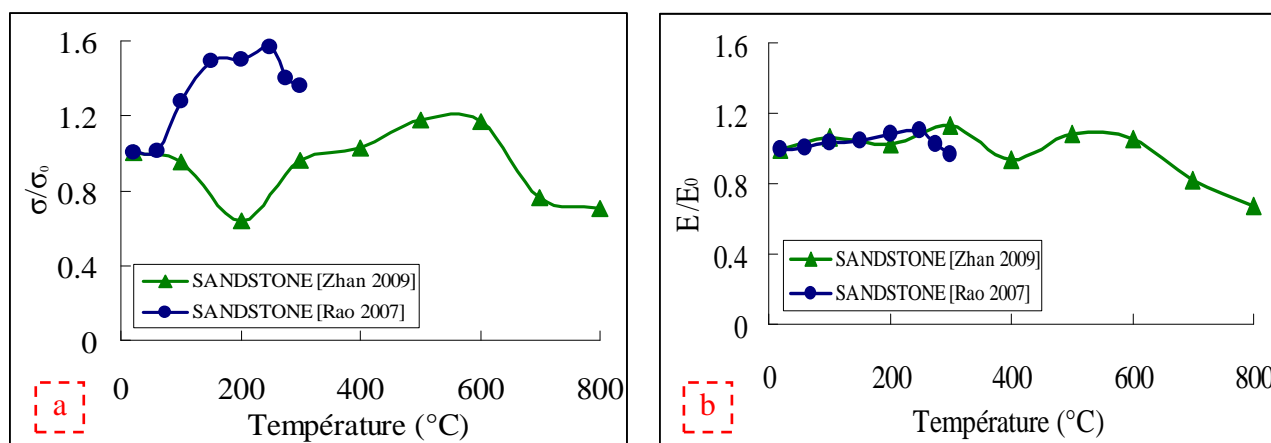 1.6
1.2
0.8
0.4
0
σ/σ₀
SANDSTONE [Zhan 2009]
SANDSTONE [Rao 2007]
0 200 400 600 800
Température (°C)
a
1.6
1.2
0.8
0.4
0
E/E₀
SANDSTONE [Zhan 2009]
SANDSTONE [Rao 2007]
0 200 400 600 800
Température (°C)
b